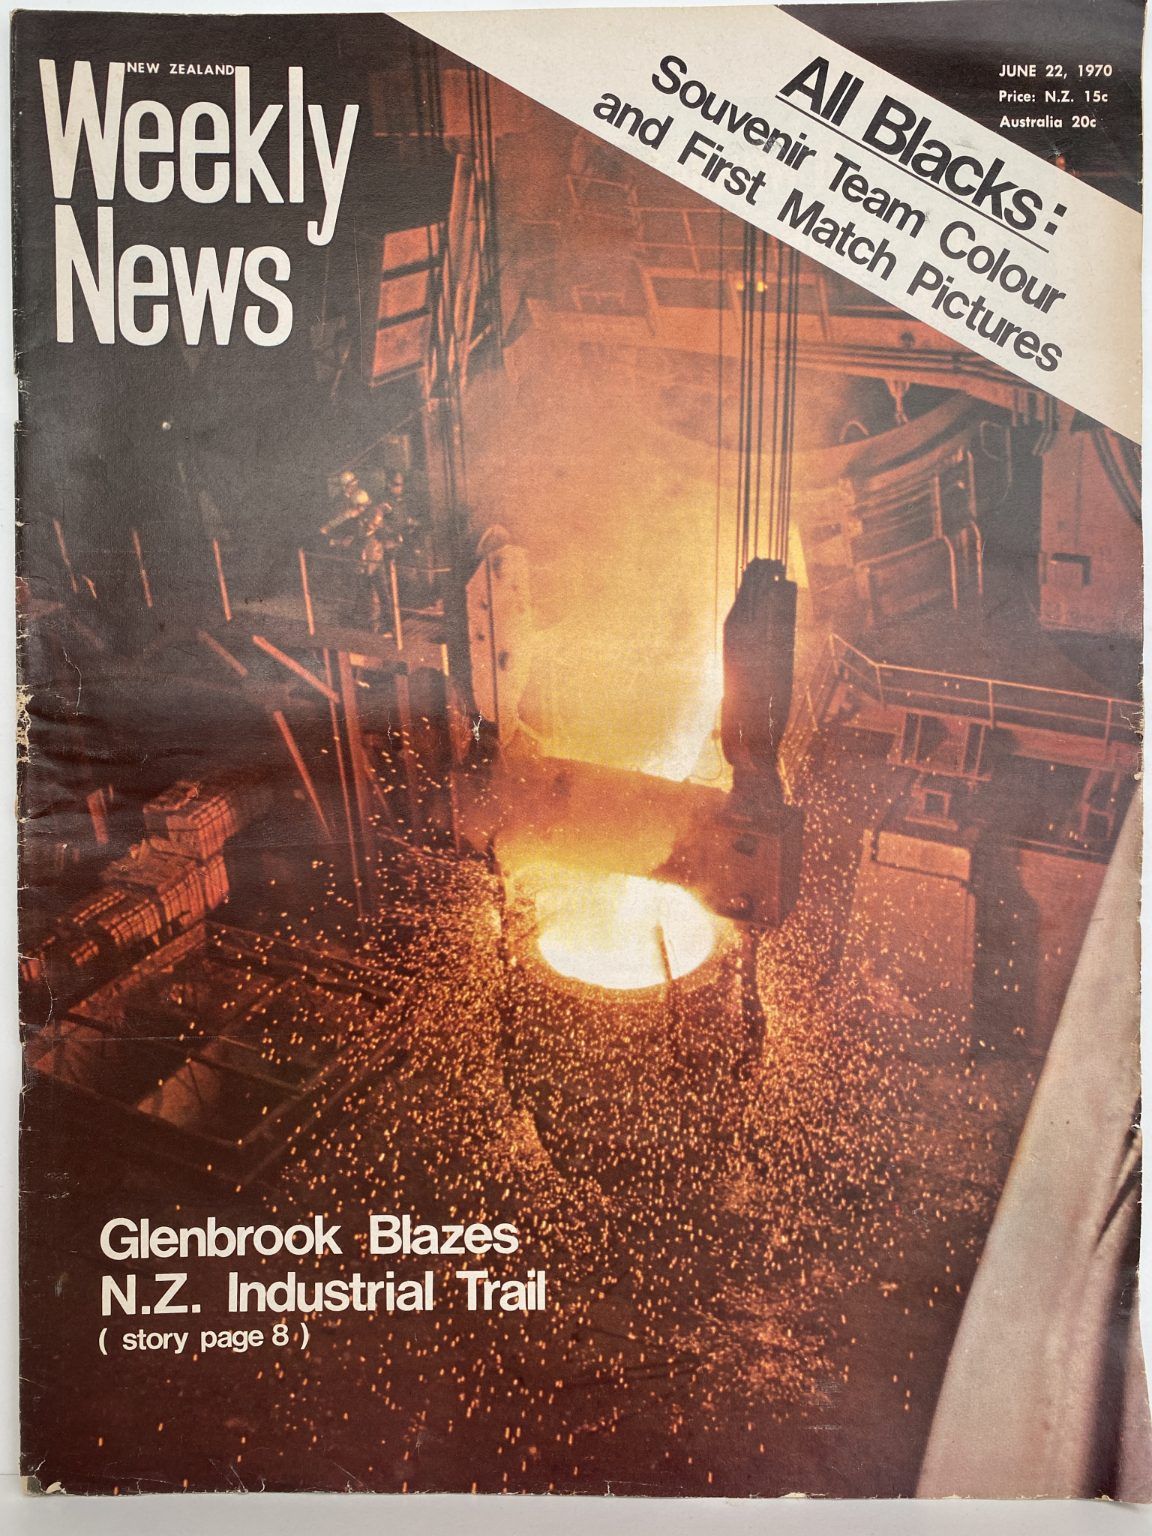 NEW ZEALAND
Weekly
News
JUNE 22, 1970
Price: N.Z. 15c
Australia 20c
All Blacks:
Souvenir Team Colour
and First Match Pictures
Glenbrook Blazes
N.Z. Industrial Trail
( story page 8 )